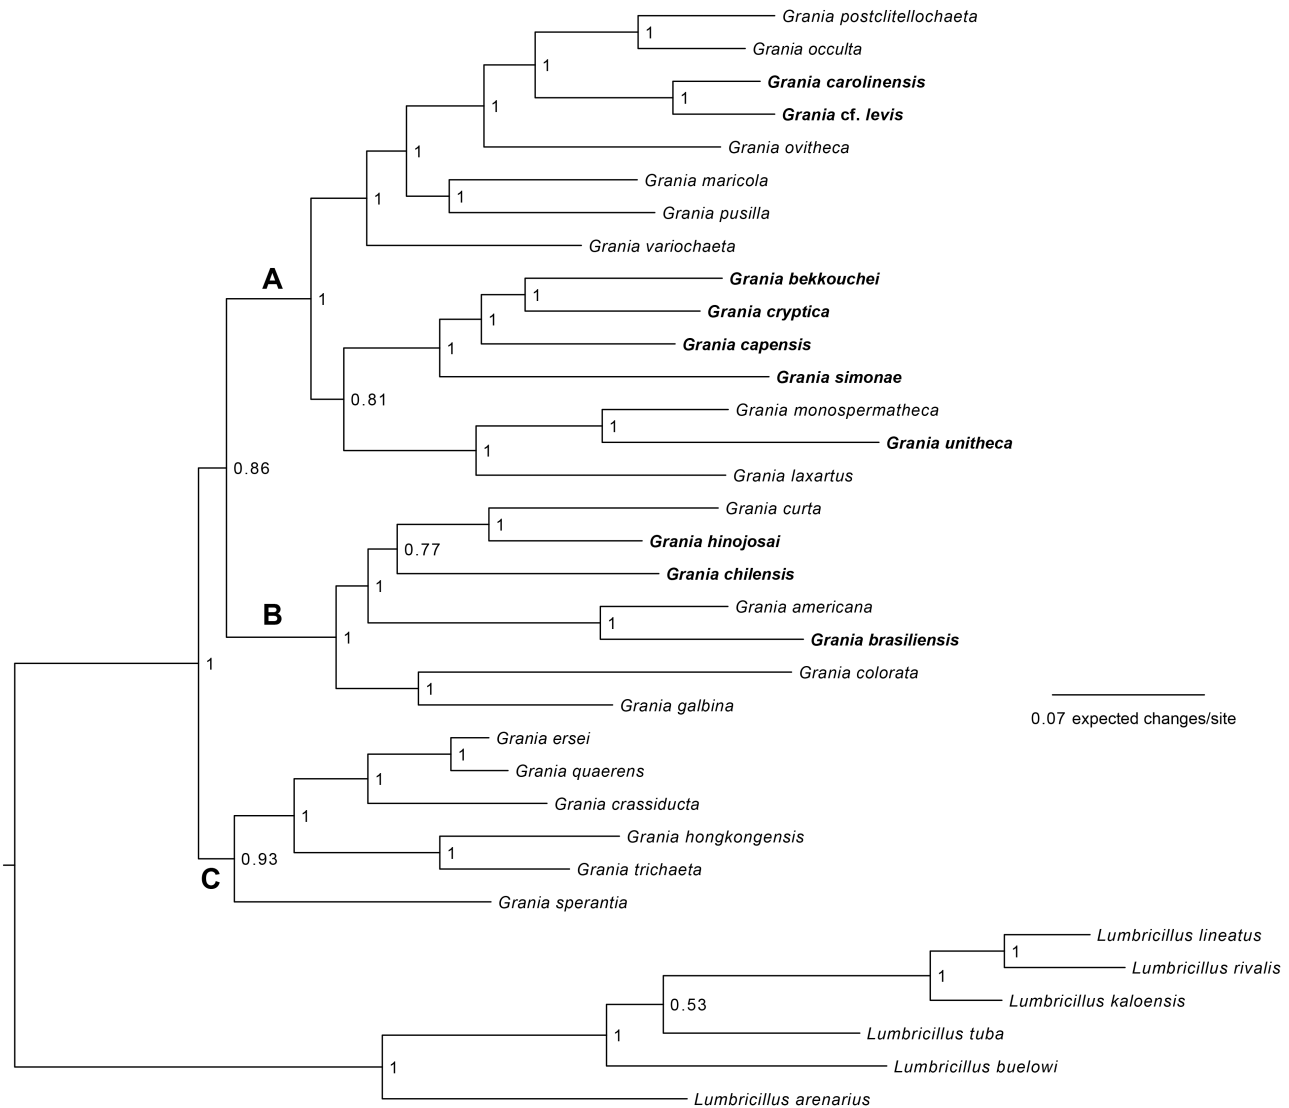 Grania postclitellochaeta
1
Grania occulta
1
Grania carolinensis
1
Grania cf. levis
1
Grania ovitheca
1
Grania maricola
1
Grania pusilla
1
Grania variochaeta
A
1
Grania bekkouchei
1
Grania cryptica
1
Grania capensis
1
Grania simonae
0.81
Grania monospermatheca
1
Grania unitheca
1
Grania laxartus
0.86
Grania curta
1
Grania hinojosai
0.77
Grania chilensis
1
Grania americana
1
Grania brasiliensis
B
1
Grania colorata
1
Grania galbina
1
0.07 expected changes/site
Grania ersei
1
Grania quaerens
1
Grania crassiducta
1
Grania hongkongensis
1
Grania trichaeta
0.93
C
Grania sperantia
Lumbricillus lineatus
1
Lumbricillus rivalis
1
Lumbricillus kaloensis
0.53
Lumbricillus tuba
1
Lumbricillus buelowi
1
Lumbricillus arenarius